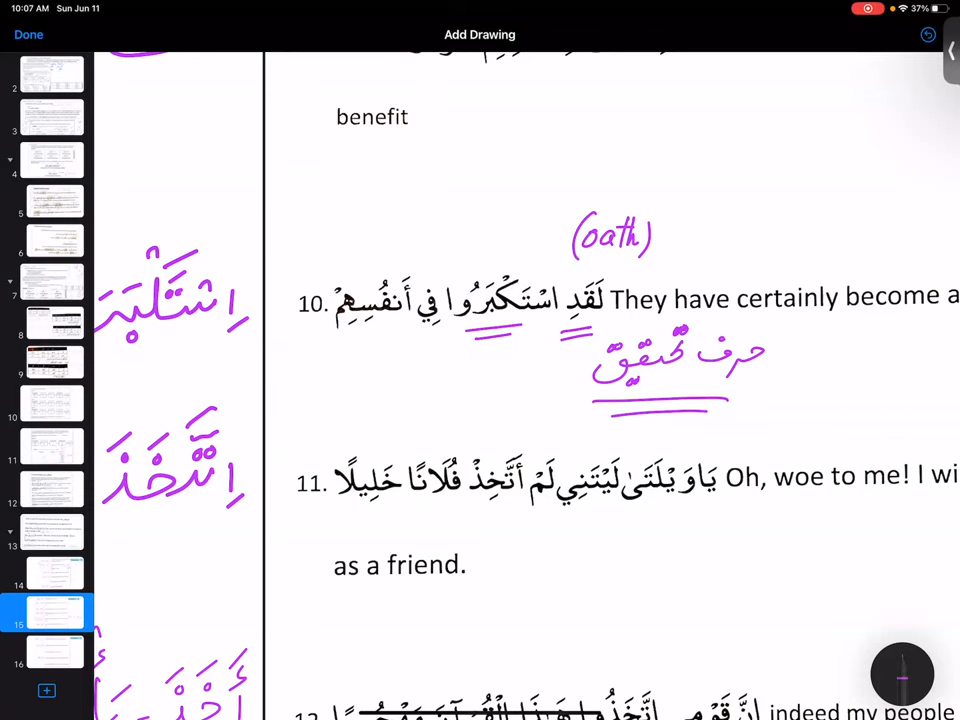 10:07 AM Sun Jun 11
37%
Done
Add Drawing
2
3
4
5
6
7
8
9
10
11
12
13
14
15
16
benefit
(oath)
10. لَقَدِ اسْتَكْبَرُوا فِي أَنفُسِهِمْ They have certainly become a
حرف تحقيق
11. يَاوَيْلَتَىٰ لَيْتَنِي لَمْ أَتَّخِذْ فُلَانًا خَلِيلًا Oh, woe to me! I wi
اِتَّخَذَ
as a friend.
indeed my people